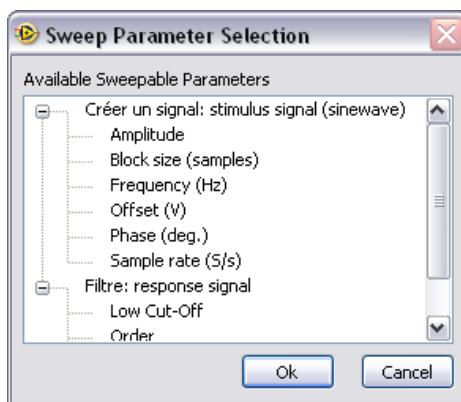 Sweep Parameter Selection
Available Sweepable Parameters
Créer un signal: stimulus signal (sinewave)
Amplitude
Block size (samples)
Frequency (Hz)
Offset (V)
Phase (deg.)
Sample rate (S/s)
Filtre: response signal
Low Cut-Off
Order
Ok
Cancel